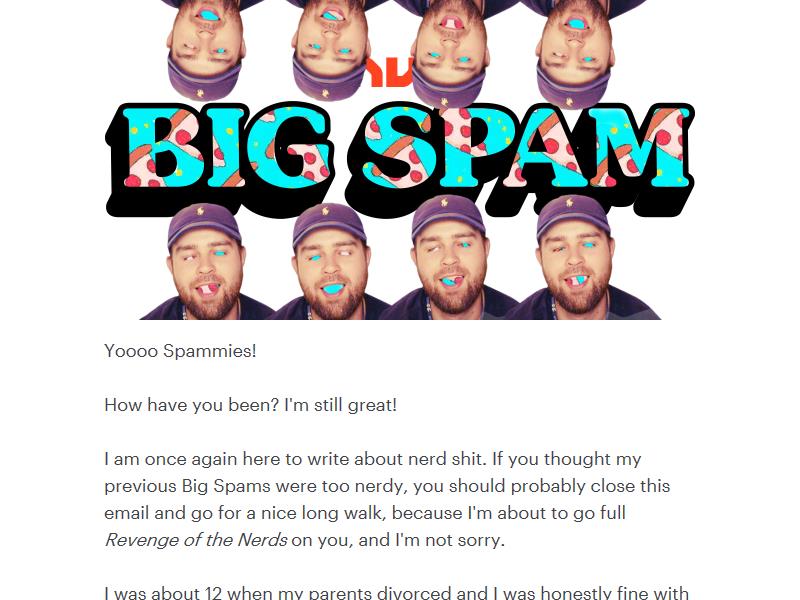 BIG SPAM
Yoooo Spammies!
How have you been? I'm still great!
I am once again here to write about nerd shit. If you thought my
previous Big Spams were too nerdy, you should probably close this
email and go for a nice long walk, because I'm about to go full
Revenge of the Nerds on you, and I'm not sorry.
I was about 12 when my parents divorced and I was honestly fine with